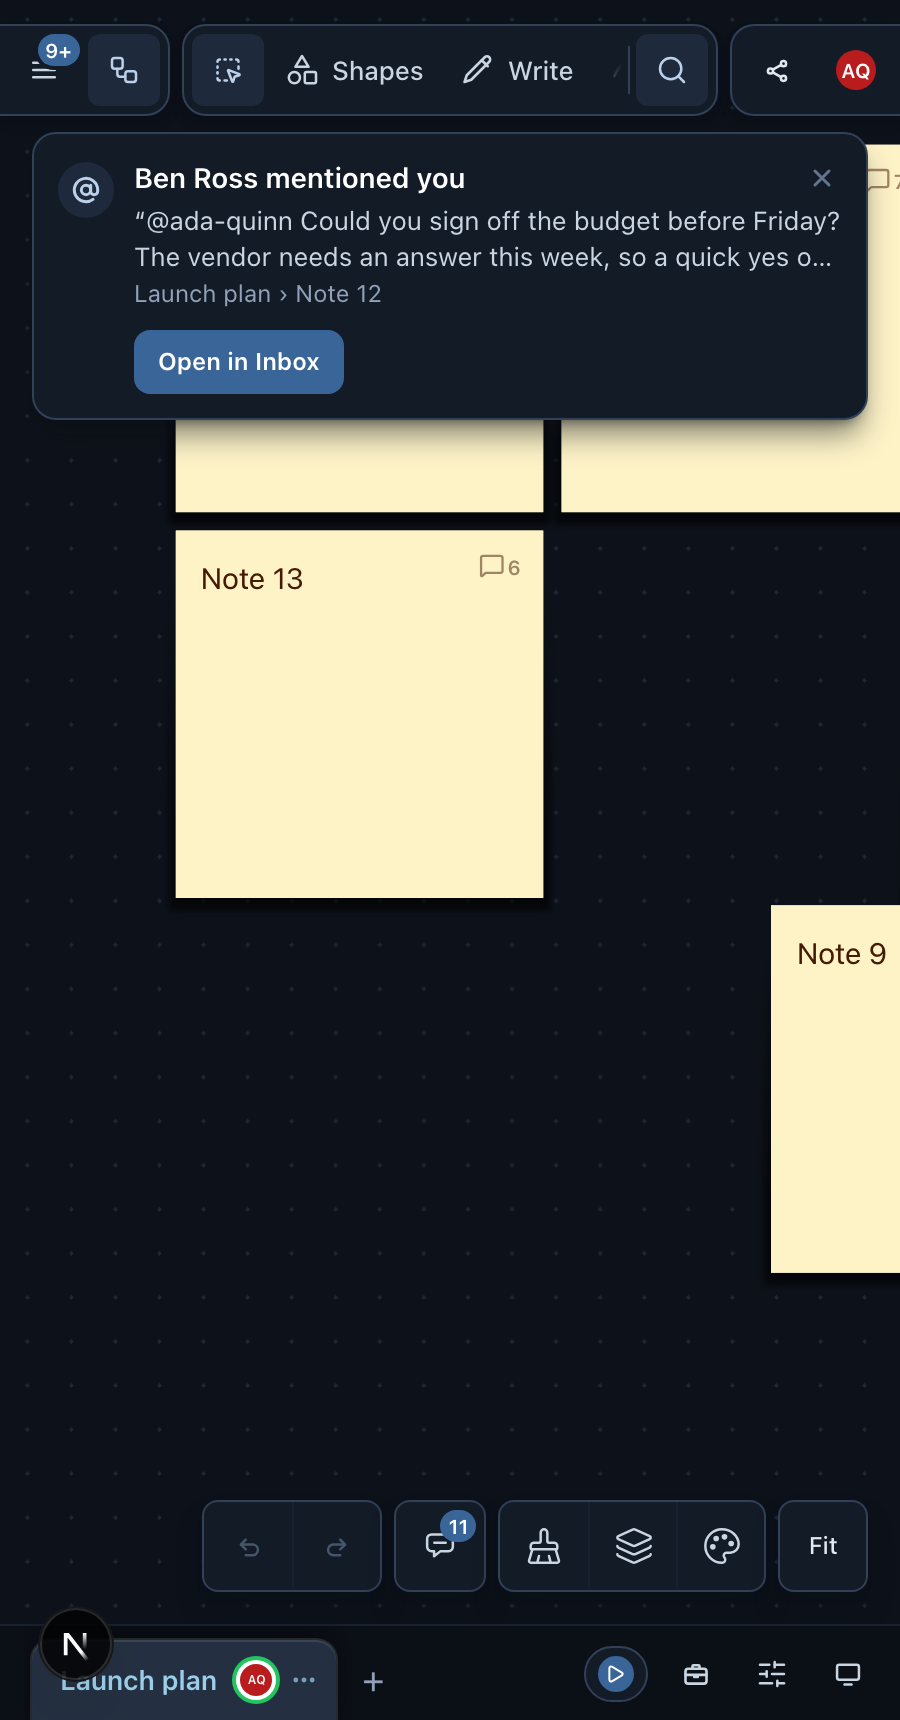 9+
Shapes
Write
AQ
Ben Ross mentioned you
“@ada-quinn Could you sign off the budget before Friday?
The vendor needs an answer this week, so a quick yes o…
Launch plan › Note 12
Open in Inbox
Note 13
6
Note 9
11
Fit
N
Launch plan
AQ